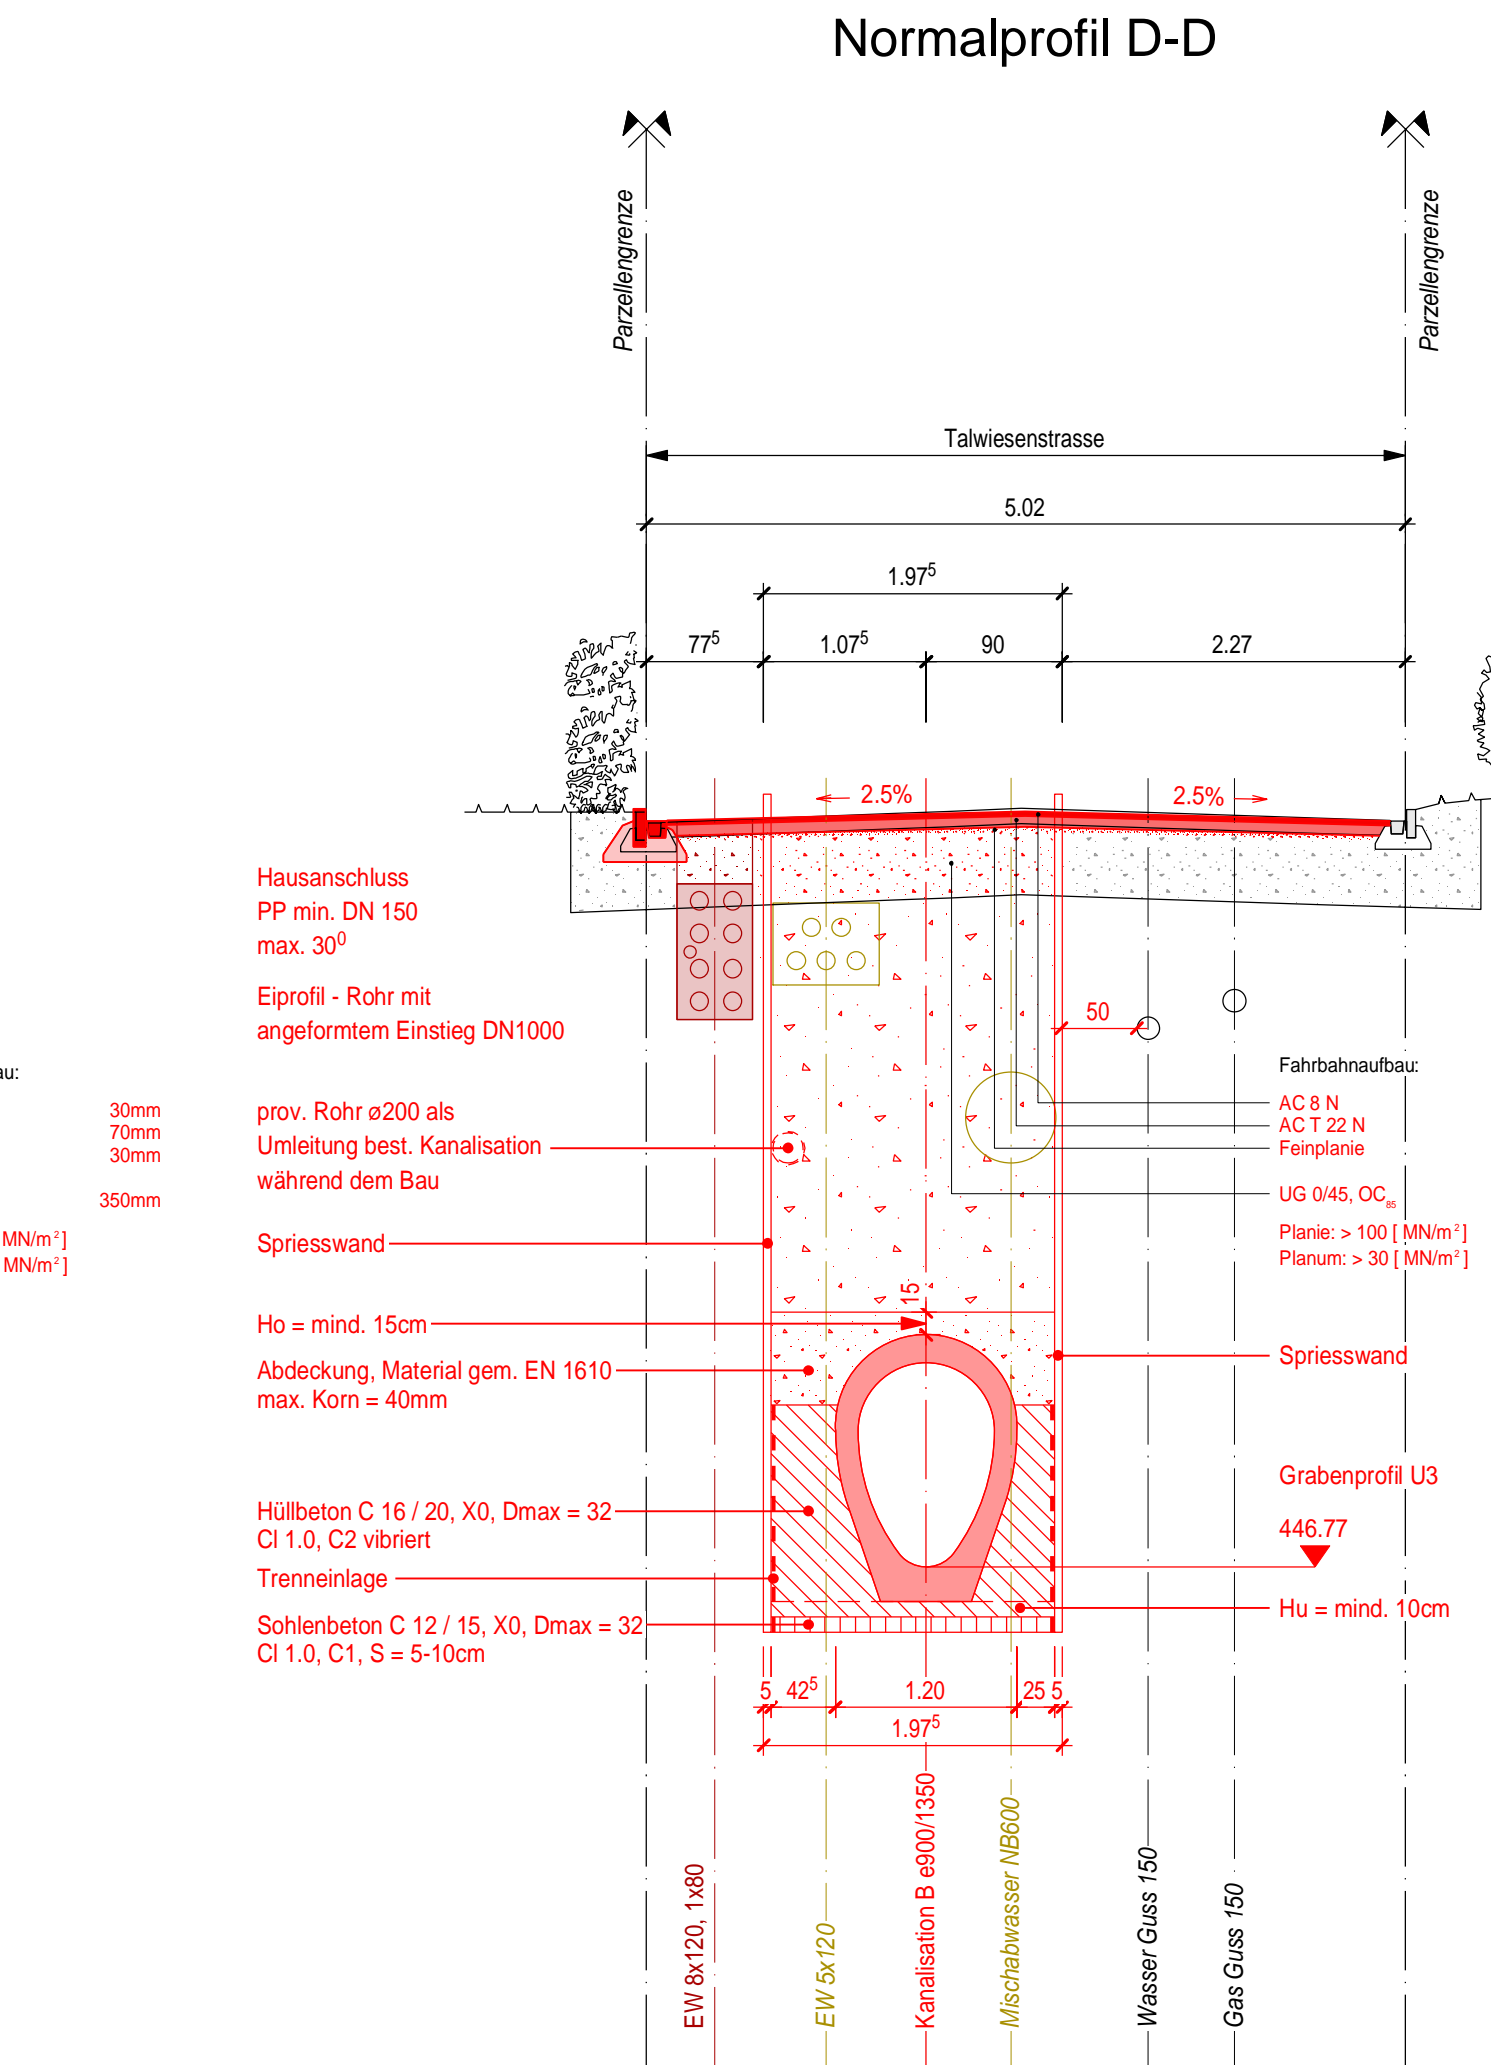 Normalprofil D-D
Parzellengrenze
Parzellengrenze
Talwiesenstrasse
5.02
1.97⁵
77⁵
1.07⁵
90
2.27
2.5%
2.5%
Hausanschluss
PP min. DN 150
max. 30⁰
Eiprofil - Rohr mit
angeformtem Einstieg DN1000
50
au:
30mm
70mm
30mm
350mm
MN/m²]
MN/m²]
prov. Rohr ø200 als
Umleitung best. Kanalisation
während dem Bau
Spriesswand
15
Ho = mind. 15cm
Abdeckung, Material gem. EN 1610
max. Korn = 40mm
Hüllbeton C 16 / 20, X0, Dmax = 32
Cl 1.0, C2 vibriert
Trenneinlage
Sohlenbeton C 12 / 15, X0, Dmax = 32
Cl 1.0, C1, S = 5-10cm
Fahrbahnaufbau:
AC 8 N
AC T 22 N
Feinplanie
UG 0/45, OC₈₅
Planie: > 100 [ MN/m²]
Planum: > 30 [ MN/m²]
Spriesswand
Grabenprofil U3
446.77
Hu = mind. 10cm
5
42⁵
1.20
25
5
1.97⁵
EW 8x120, 1x80
EW 5x120
Kanalisation B e900/1350
Mischabwasser NB600
Wasser Guss 150
Gas Guss 150